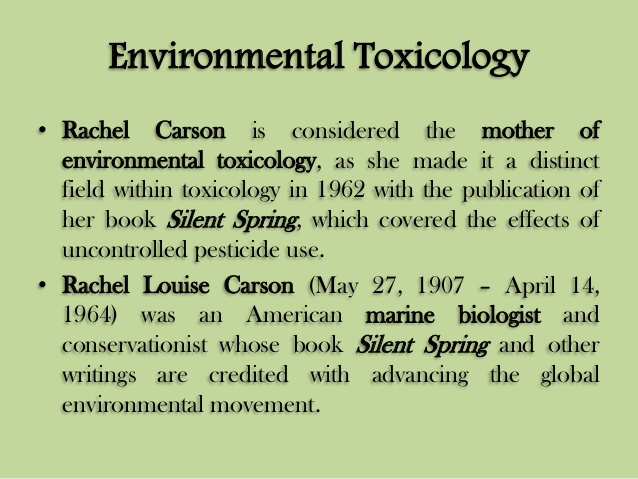 Environmental Toxicology
• Rachel Carson is considered the mother of
environmental toxicology, as she made it a distinct
field within toxicology in 1962 with the publication of
her book Silent Spring, which covered the effects of
uncontrolled pesticide use.
• Rachel Louise Carson (May 27, 1907 – April 14,
1964) was an American marine biologist and
conservationist whose book Silent Spring and other
writings are credited with advancing the global
environmental movement.